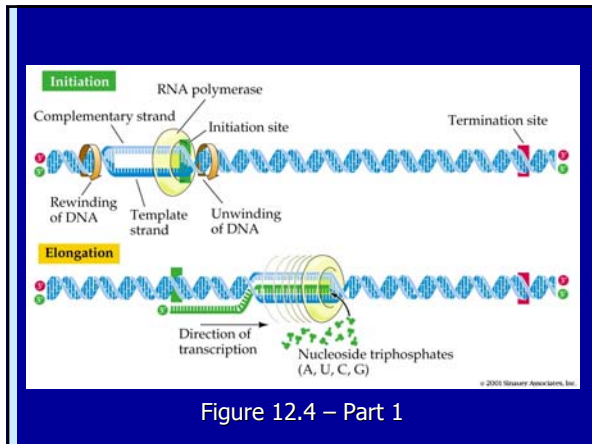 Initiation
RNA polymerase
Complementary strand
Initiation site
Termination site
Rewinding
of DNA
Template
strand
Unwinding
of DNA
Elongation
5'
Direction of
transcription
Nucleoside triphosphates
(A, U, C, G)
© 2001 Sinauer Associates, Inc.
Figure 12.4 – Part 1